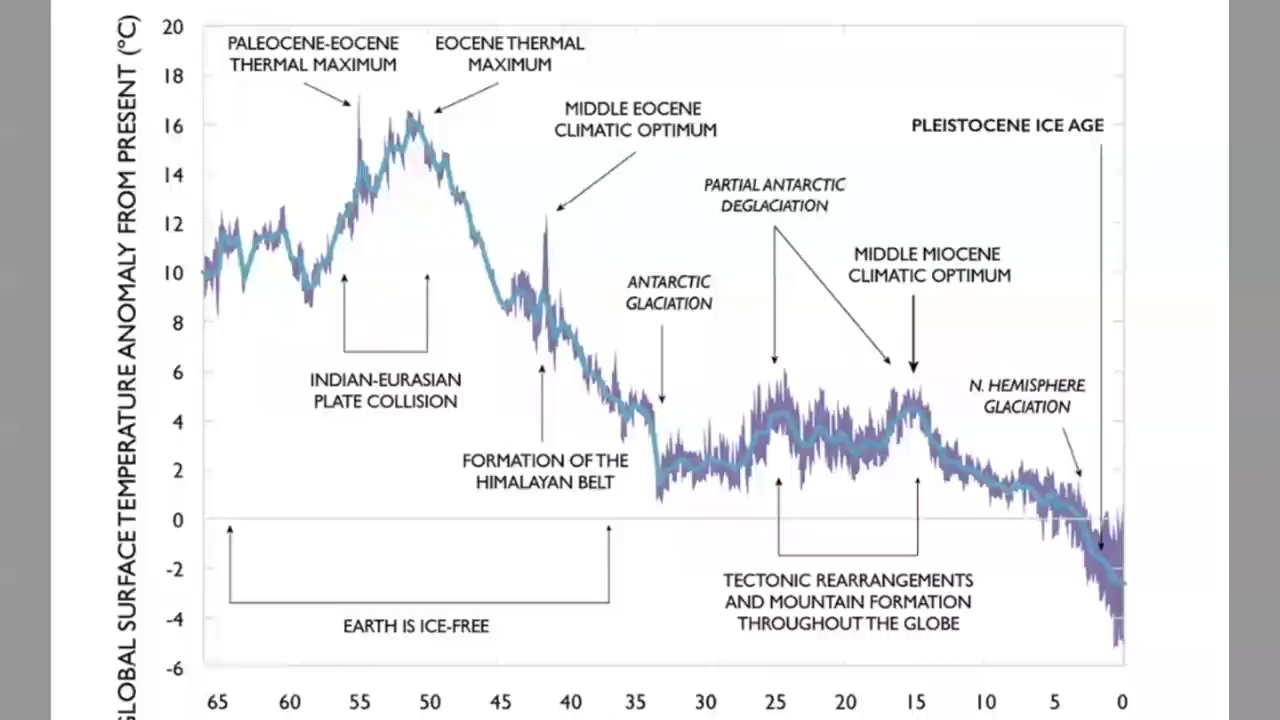 GLOBAL SURFACE TEMPERATURE ANOMALY FROM PRESENT (°C)
20
18
16
14
12
10
8
6
4
2
0
-2
-4
-6
PALEOCENE-EOCENE
THERMAL MAXIMUM
EOCENE THERMAL
MAXIMUM
MIDDLE EOCENE
CLIMATIC OPTIMUM
PLEISTOCENE ICE AGE
PARTIAL ANTARCTIC
DEGLACIATION
MIDDLE MIOCENE
CLIMATIC OPTIMUM
ANTARCTIC
GLACIATION
INDIAN-EURASIAN
PLATE COLLISION
N. HEMISPHERE
GLACIATION
FORMATION OF THE
HIMALAYAN BELT
TECTONIC REARRANGEMENTS
AND MOUNTAIN FORMATION
THROUGHOUT THE GLOBE
EARTH IS ICE-FREE
65 60 55 50 45 40 35 30 25 20 15 10 5 0